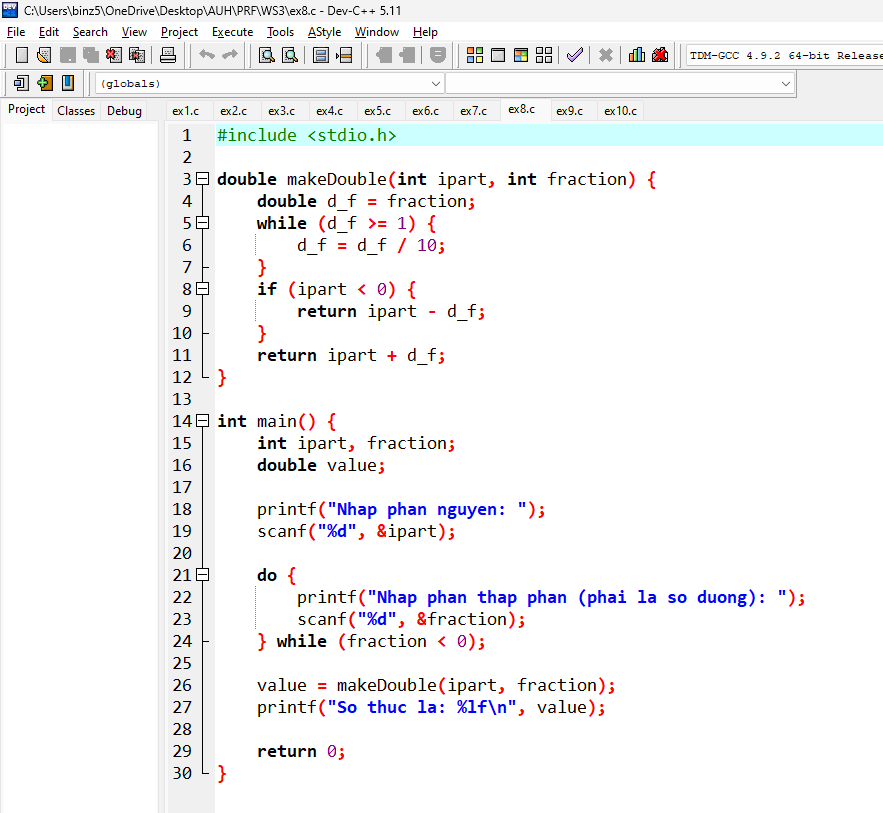 C:\Users\binz5\OneDrive\Desktop\AUH\PRF\WS3\ex8.c - Dev-C++ 5.11
File Edit Search View Project Execute Tools AStyle Window Help
TDM-GCC 4.9.2 64-bit Release
(globals)
Project Classes Debug ex1.c ex2.c ex3.c ex4.c ex5.c ex6.c ex7.c ex8.c ex9.c ex10.c
1 #include <stdio.h>
2
3 double makeDouble(int ipart, int fraction) {
4     double d_f = fraction;
5     while (d_f >= 1) {
6         d_f = d_f / 10;
7     }
8     if (ipart < 0) {
9         return ipart - d_f;
10     }
11     return ipart + d_f;
12 }
13
14 int main() {
15     int ipart, fraction;
16     double value;
17
18     printf("Nhap phan nguyen: ");
19     scanf("%d", &ipart);
20
21     do {
22         printf("Nhap phan thap phan (phai la so duong): ");
23         scanf("%d", &fraction);
24     } while (fraction < 0);
25
26     value = makeDouble(ipart, fraction);
27     printf("So thuc la: %lf\n", value);
28
29     return 0;
30 }